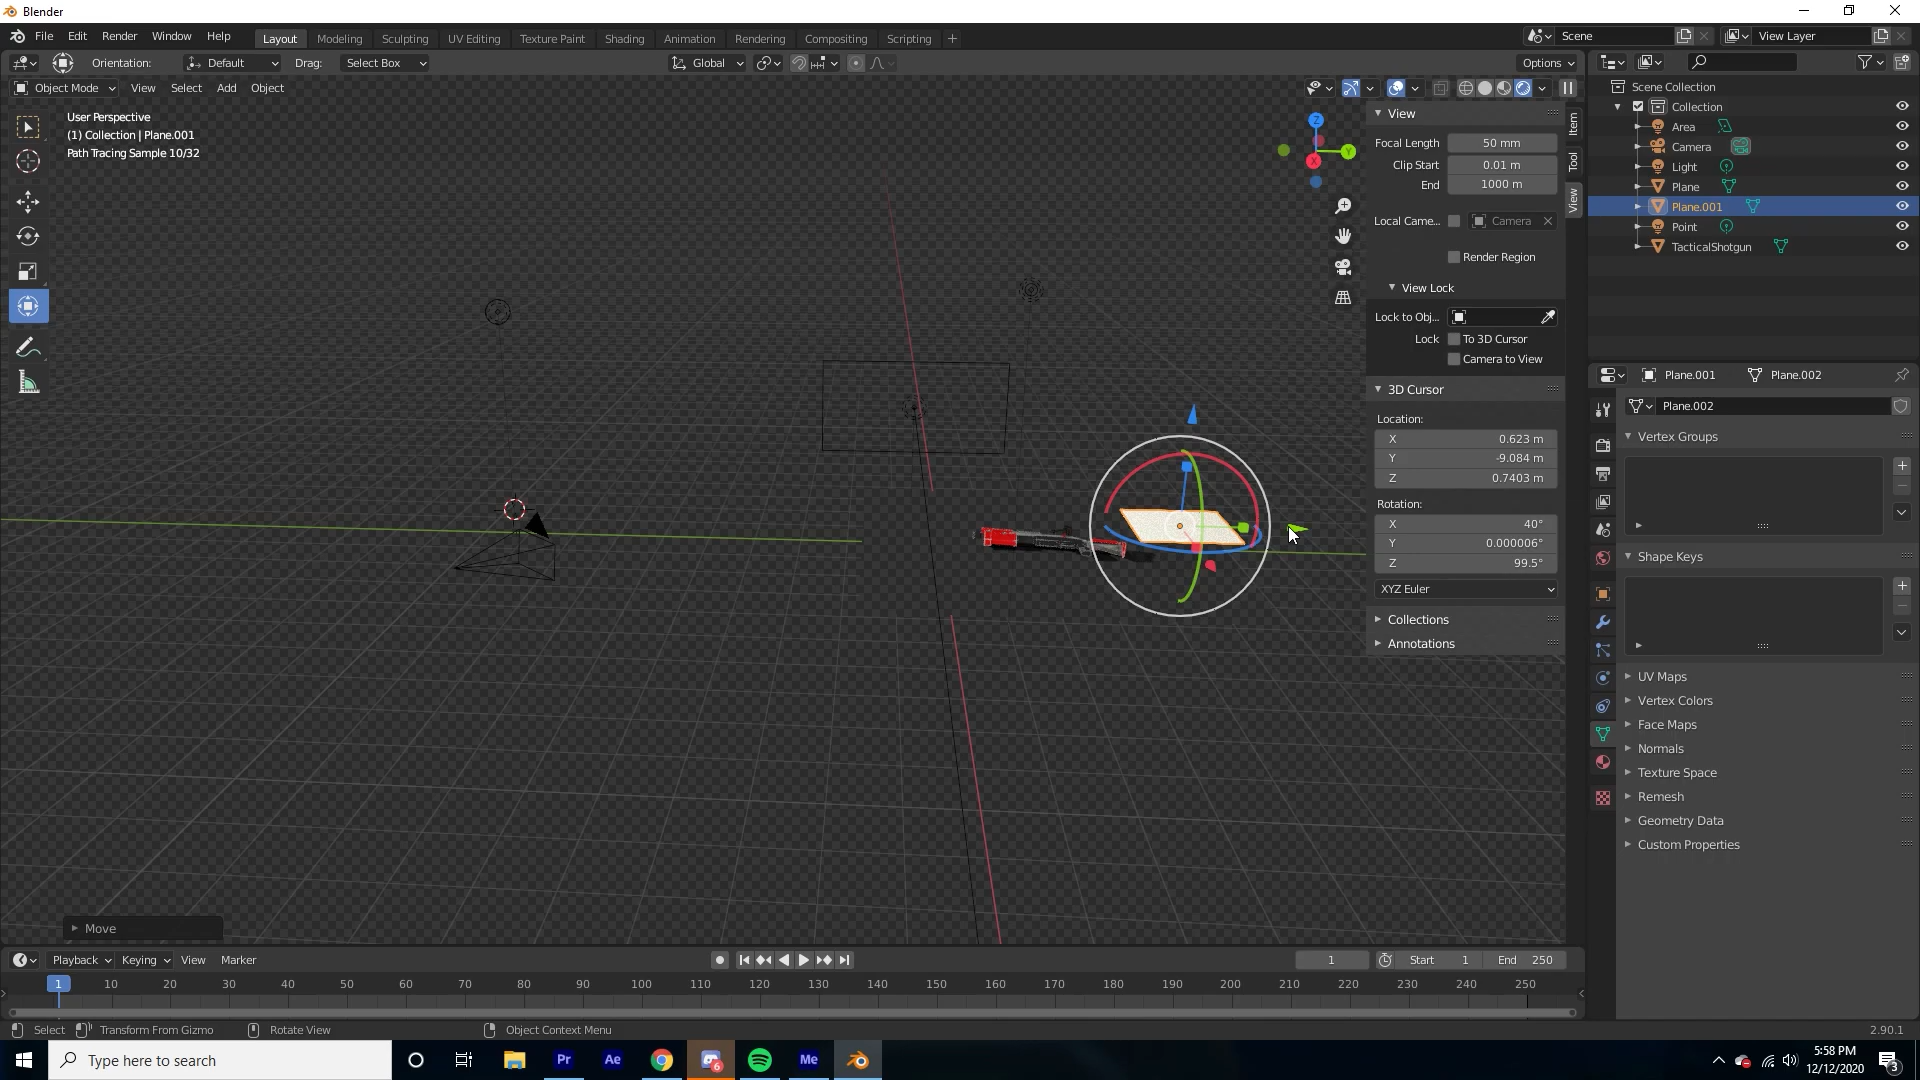 Blender
File Edit Render Window Help
Layout Modeling Sculpting UV Editing Texture Paint Shading Animation Rendering Compositing Scripting +
Scene
View Layer
Orientation: Default Drag: Select Box
Global
Options
Object Mode View Select Add Object
User Perspective
(1) Collection | Plane.001
Path Tracing Sample 10/32
Z
Y
X
View
Focal Length 50 mm
Clip Start 0.01 m
End 1000 m
Local Came... Camera
Render Region
View Lock
Lock to Obj...
Lock To 3D Cursor
Camera to View
3D Cursor
Location:
X 0.623 m
Y -9.084 m
Z 0.7403 m
Rotation:
X 40°
Y 0.000006°
Z 99.5°
XYZ Euler
Collections
Annotations
Item
Tool
View
Scene Collection
Collection
Area
Camera
Light
Plane
Plane.001
Point
TacticalShotgun
Plane.001 Plane.002
Plane.002
Vertex Groups
Shape Keys
UV Maps
Vertex Colors
Face Maps
Normals
Texture Space
Remesh
Geometry Data
Custom Properties
Move
Playback Keying View Marker
1 Start 1 End 250
1 10 20 30 40 50 60 70 80 90 100 110 120 130 140 150 160 170 180 190 200 210 220 230 240 250
Select Transform From Gizmo Rotate View Object Context Menu 2.90.1
Type here to search
Pr
Ae
6
Me
5:58 PM
12/12/2020
3